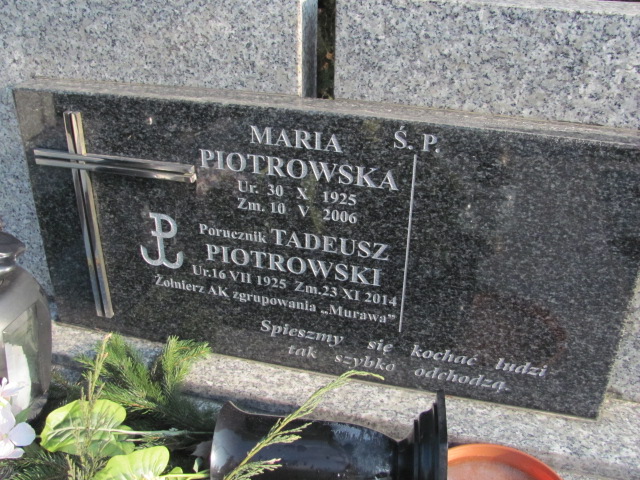 Ś. P.
MARIA
PIOTROWSKA
Ur. 30 X 1925
Zm. 10 V 2006
Porucznik TADEUSZ
PIOTROWSKI
Ur.16 VII 1925 Zm.23 XI 2014
Żołnierz AK zgrupowania „Murawa”
Spieszmy się kochać ludzi
tak szybko odchodzą.